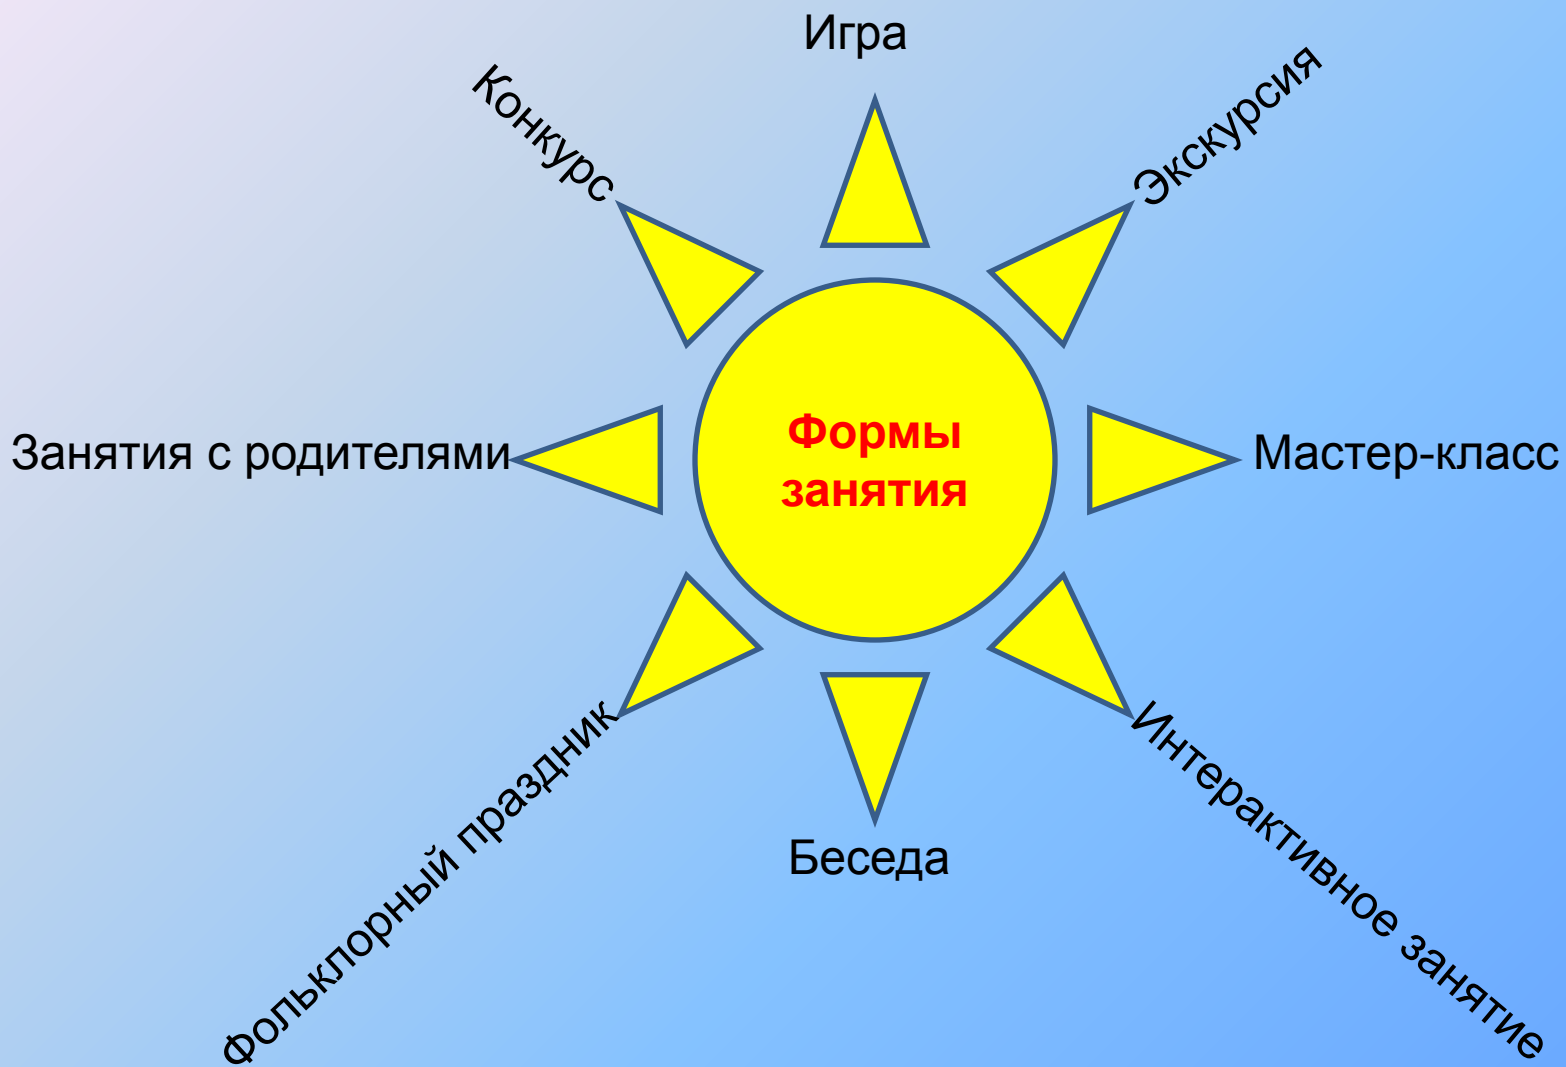 Игра
Конкурс
Экскурсия
Занятия с родителями
Формы
занятия
Мастер-класс
Фольклорный праздник
Беседа
Интерактивное занятие